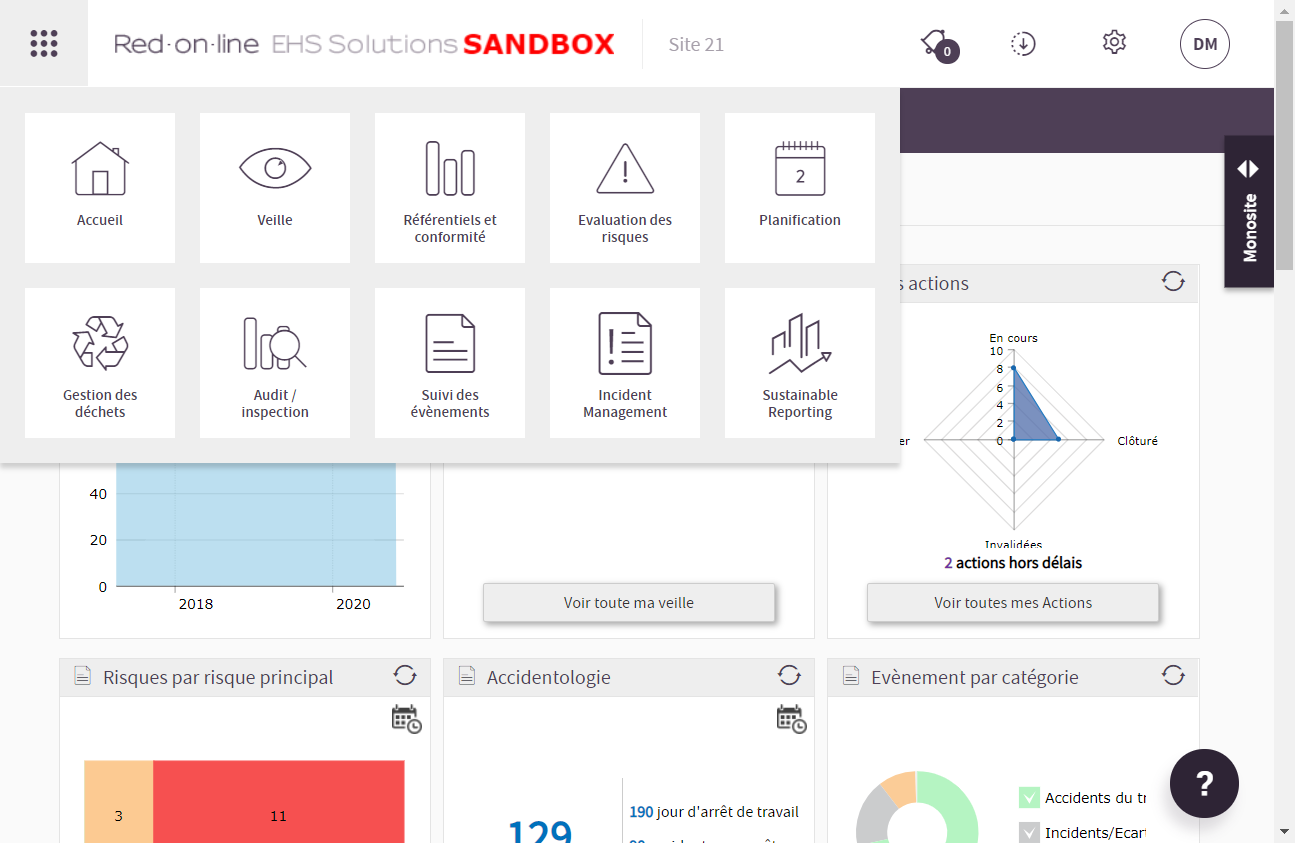 Red·on·line EHS Solutions SANDBOX
Site 21
0
DM
Accueil
Veille
Référentiels et
conformité
Evaluation des
risques
2
Planification
Monosite
Gestion des
déchets
Audit /
inspection
Suivi des
évènements
Incident
Management
Sustainable
Reporting
s actions
En cours
10
8
6
4
2
0
er
Clôturé
Invalidées
2 actions hors délais
40
20
0
2018
2020
Voir toute ma veille
Voir toutes mes Actions
Risques par risque principal
Accidentologie
Evènement par catégorie
3
11
129
190 jour d'arrêt de travail
Accidents du tr
Incidents/Ecar
?